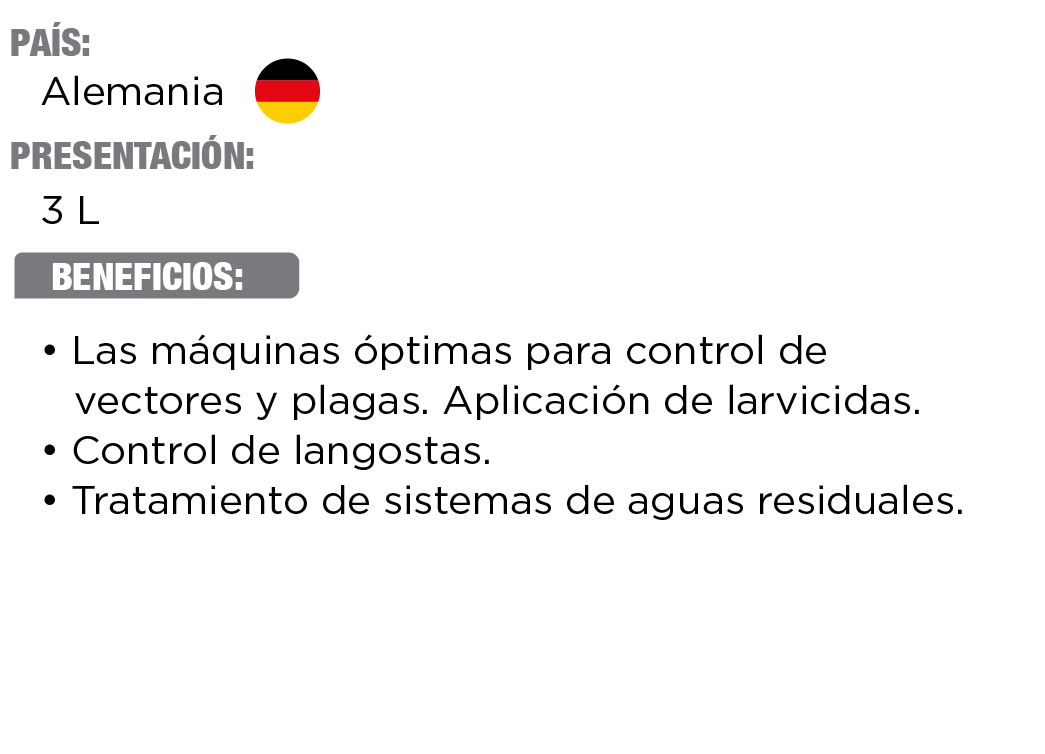 PAÍS:
Alemania
PRESENTACIÓN:
3 L
BENEFICIOS:
• Las máquinas óptimas para control de
vectores y plagas. Aplicación de larvicidas.
• Control de langostas.
• Tratamiento de sistemas de aguas residuales.